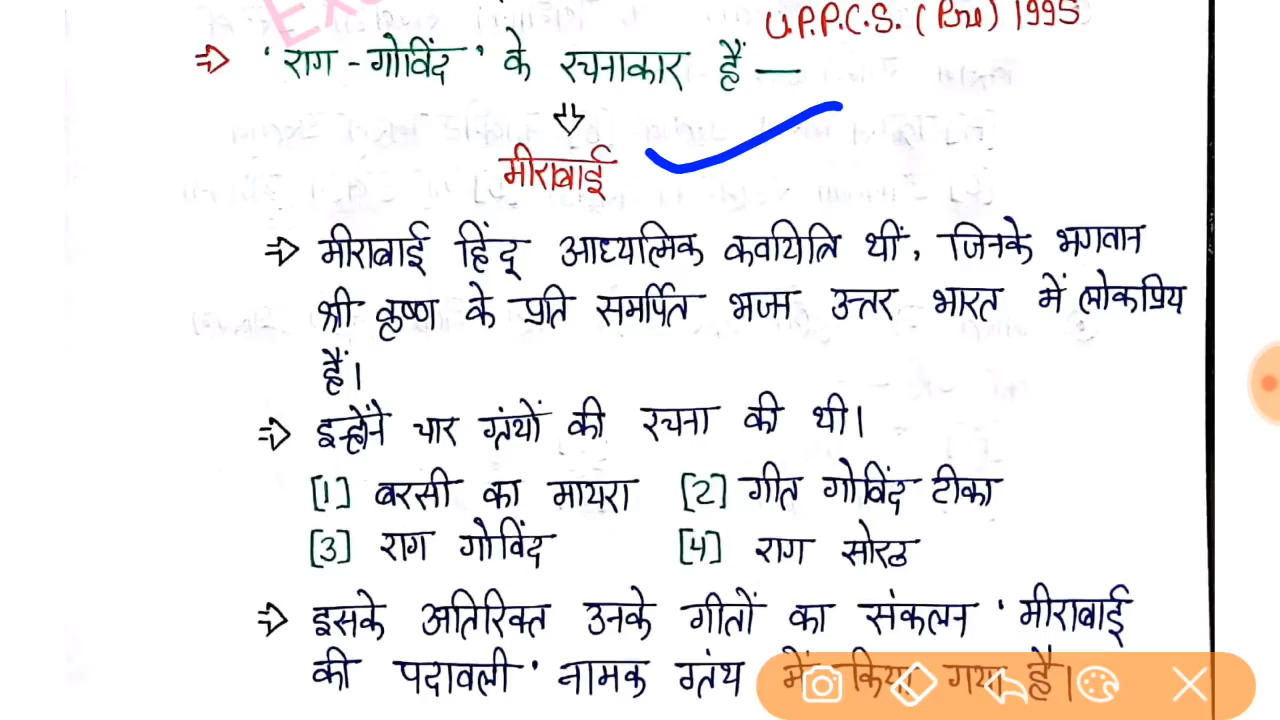 U.P.P.C.S. (Pre) 1995
⇒ 'राग - गोविंद' के रचनाकार हैं —
मीराबाई
⇒ मीराबाई हिंदू आध्यत्मिक कवयित्रि थीं, जिनके भगवान
श्री कृष्ण के प्रति समर्पित भजन उत्तर भारत में लोकप्रिय
हैं।
⇒ इन्होंने चार ग्रंथों की रचना की थी।
[1] बरसी का मायरा [2] गीत गोविंद टीका
[3] राग गोविंद [4] राग सोरठ
⇒ इसके अतिरिक्त उनके गीतों का संकलन 'मीराबाई
की पदावली' नामक ग्रंथ में किया गया है।